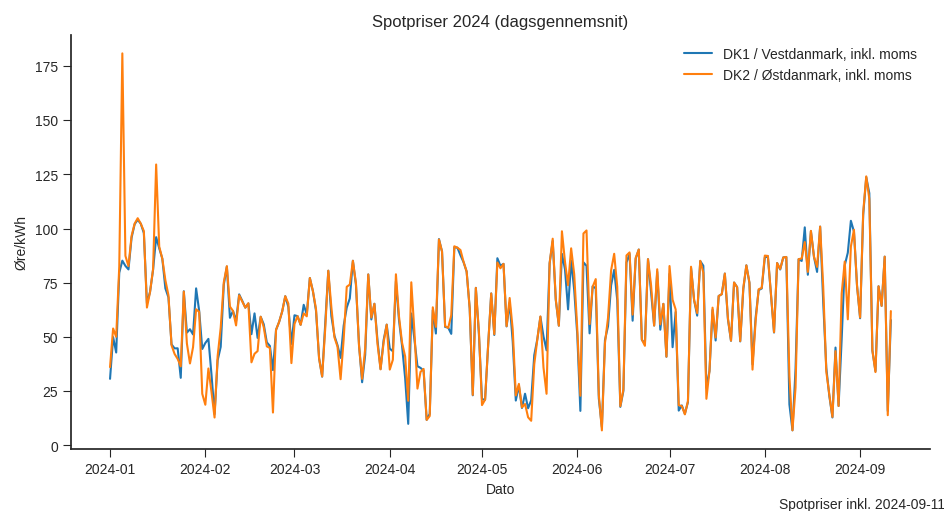 Spotpriser 2024 (dagsgennemsnit)
DK1 / Vestdanmark, inkl. moms
DK2 / Østdanmark, inkl. moms
Øre/kWh
175
150
125
100
75
50
25
0
2024-01 2024-02 2024-03 2024-04 2024-05 2024-06 2024-07 2024-08 2024-09
Dato
Spotpriser inkl. 2024-09-11